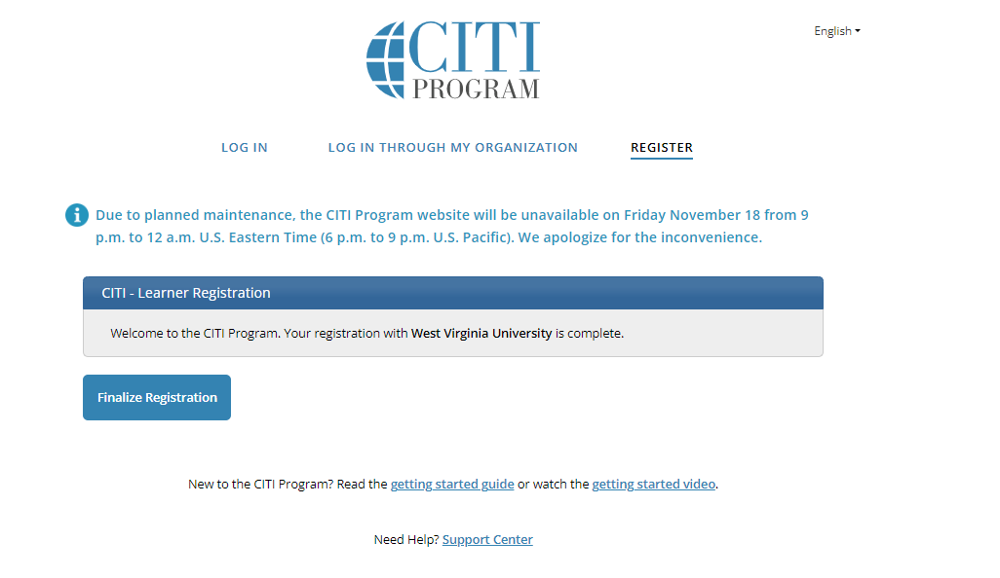 CITI
PROGRAM
English
LOG IN
LOG IN THROUGH MY ORGANIZATION
REGISTER
Due to planned maintenance, the CITI Program website will be unavailable on Friday November 18 from 9
p.m. to 12 a.m. U.S. Eastern Time (6 p.m. to 9 p.m. U.S. Pacific). We apologize for the inconvenience.
CITI - Learner Registration
Welcome to the CITI Program. Your registration with West Virginia University is complete.
Finalize Registration
New to the CITI Program? Read the getting started guide or watch the getting started video.
Need Help? Support Center